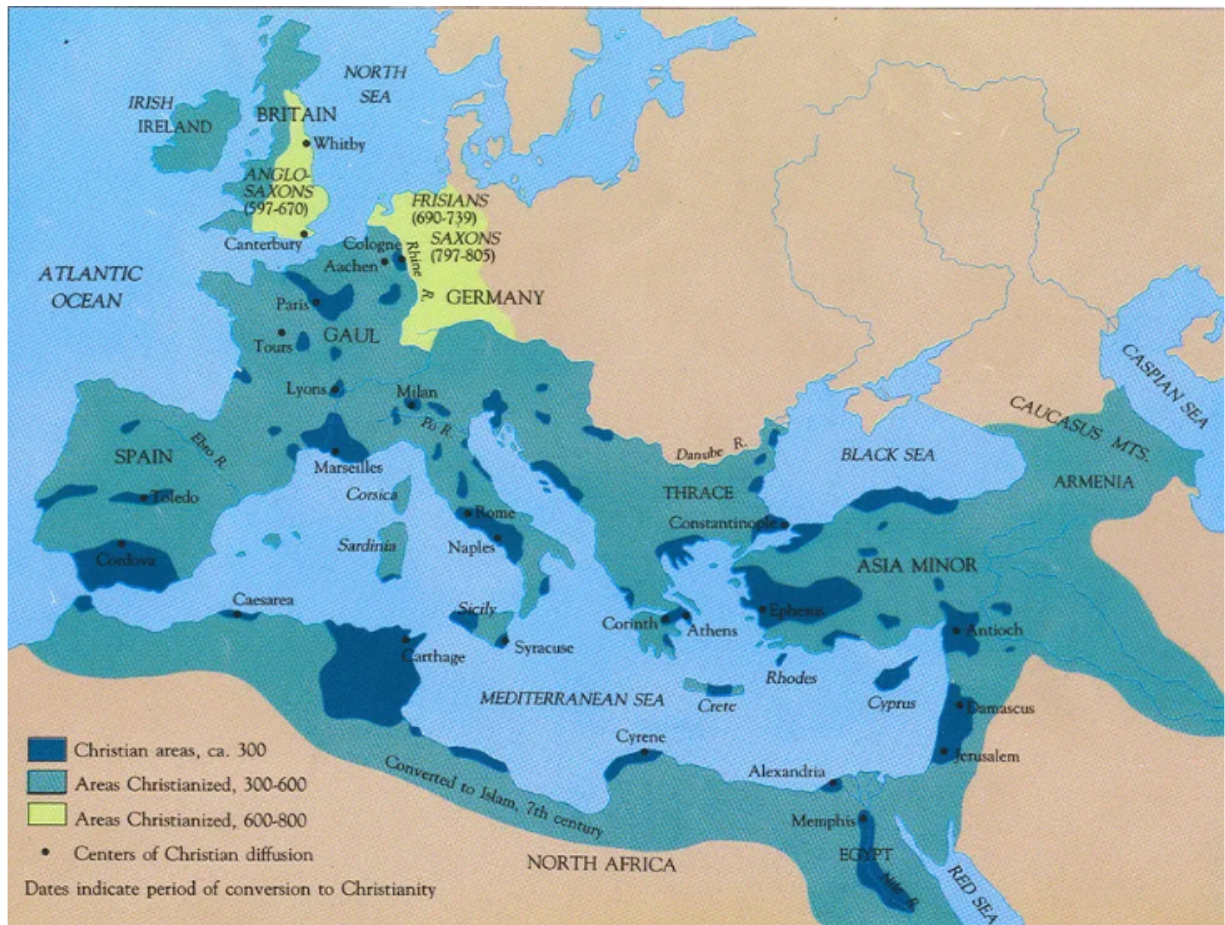 NORTH
SEA
IRISH
IRELAND
BRITAIN
Whitby
ANGLO-
SAXONS
(597-670)
FRISIANS
(690-739)
SAXONS
(797-805)
Canterbury
Cologne
Aachen
Rhine R.
GERMANY
ATLANTIC
OCEAN
Paris
GAUL
Tours
Lyons
Milan
Po R.
CASPIAN SEA
CAUCASUS MTS.
ARMENIA
SPAIN
Ebro R.
Marseilles
Danube R.
BLACK SEA
Toledo
Corsica
Rome
THRACE
Constantinople
Cordova
Sardinia
Naples
ASIA MINOR
Caesarea
Sicily
Ephesus
Corinth
Athens
Antioch
Carthage
Syracuse
Rhodes
MEDITERRANEAN SEA
Crete
Cyprus
Damascus
Cyrene
Jerusalem
Alexandria
Converted to Islam, 7th century
Memphis
NORTH AFRICA
EGYPT
Nile R.
RED SEA
Christian areas, ca. 300
Areas Christianized, 300-600
Areas Christianized, 600-800
Centers of Christian diffusion
Dates indicate period of conversion to Christianity